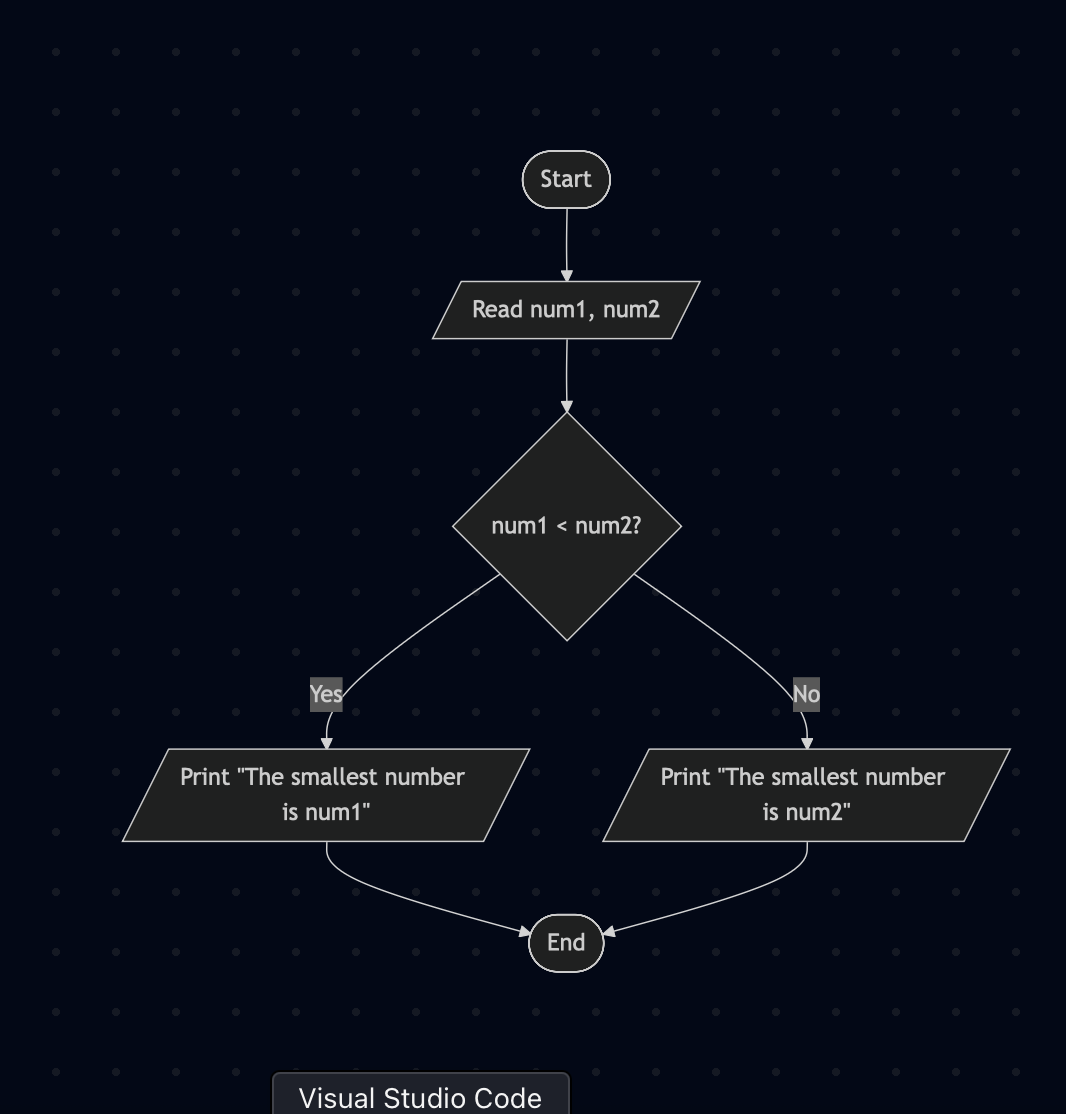 Start
Read num1, num2
num1 < num2?
Yes
No
Print "The smallest number
is num1"
Print "The smallest number
is num2"
End
Visual Studio Code